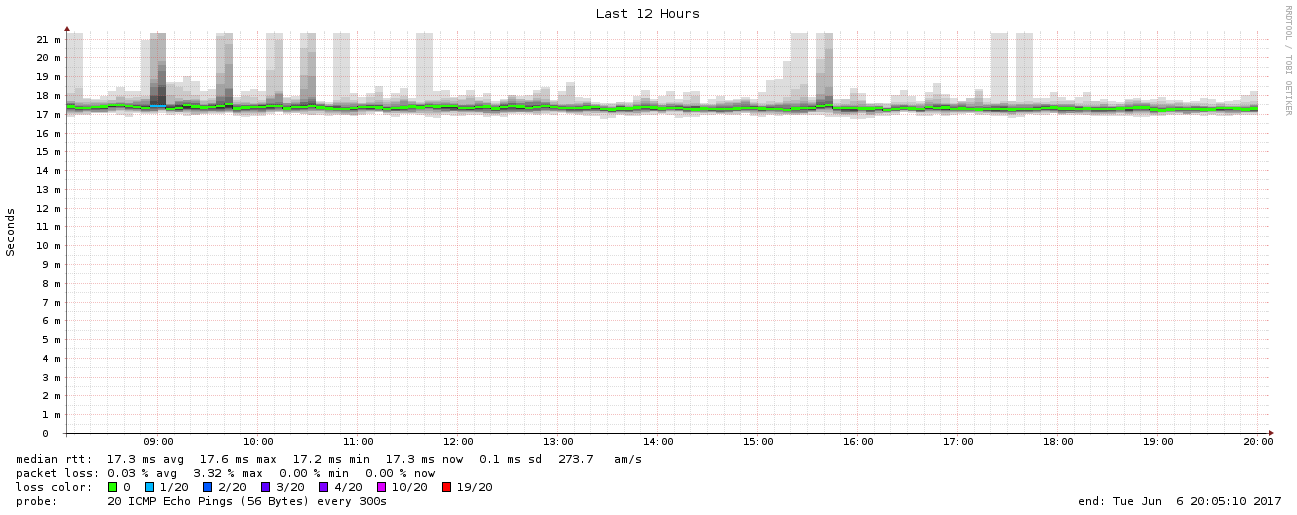 Last 12 Hours
RRDTOOL / TOBI OETIKER
Seconds
21 m
20 m
19 m
18 m
17 m
16 m
15 m
14 m
13 m
12 m
11 m
10 m
9 m
8 m
7 m
6 m
5 m
4 m
3 m
2 m
1 m
0
09:00 10:00 11:00 12:00 13:00 14:00 15:00 16:00 17:00 18:00 19:00 20:00
median rtt: 17.3 ms avg 17.6 ms max 17.2 ms min 17.3 ms now 0.1 ms sd 273.7 am/s
packet loss: 0.03 % avg 3.32 % max 0.00 % min 0.00 % now
loss color: 0 1/20 2/20 3/20 4/20 10/20 19/20
probe: 20 ICMP Echo Pings (56 Bytes) every 300s
end: Tue Jun 6 20:05:10 2017